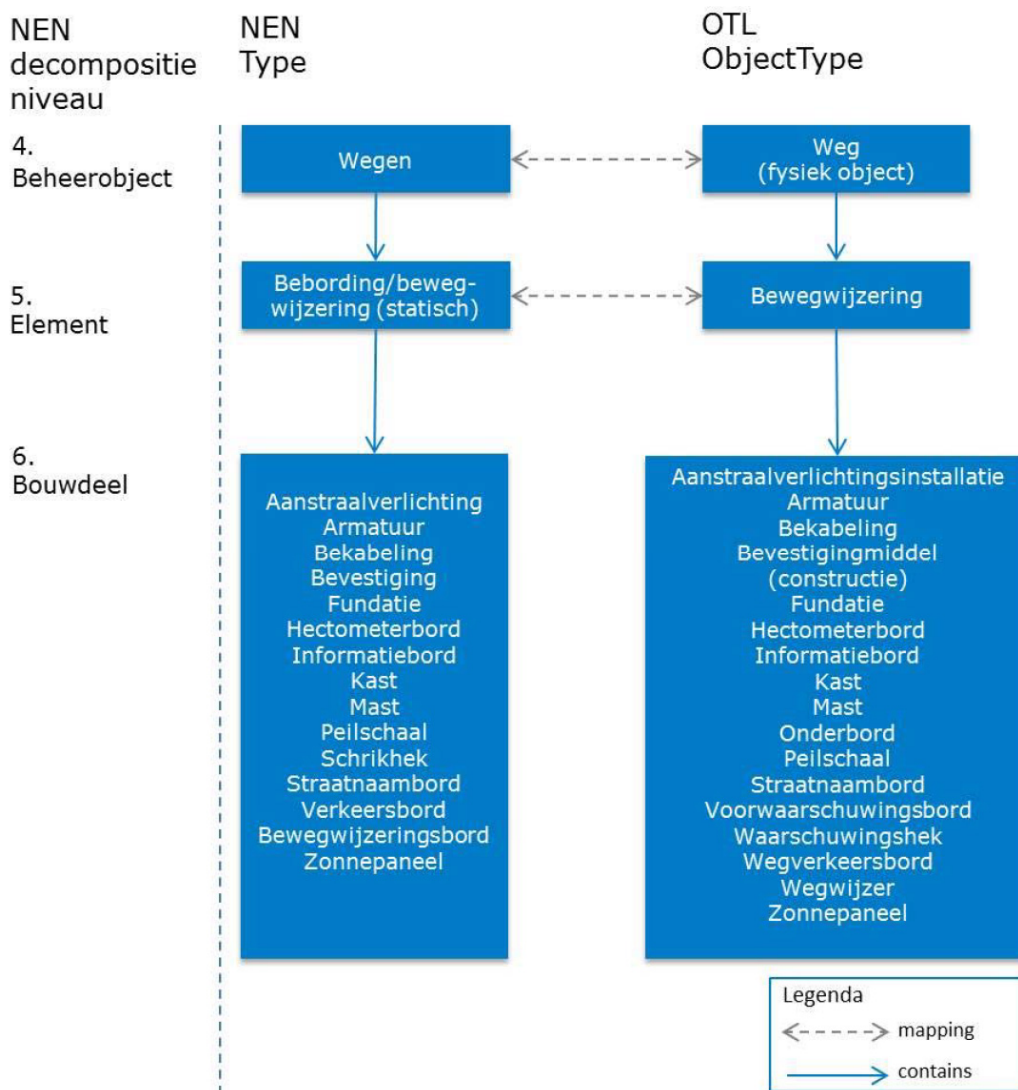 NEN
decompositie
niveau
NEN
Type
OTL
ObjectType
4.
Beheerobject
Wegen
Weg
(fysiek object)
5.
Element
Bebording/beweg-
wijzering (statisch)
Bewegwijzering
6.
Bouwdeel
Aanstraalverlichting
Armatuur
Bekabeling
Bevestiging
Fundatie
Hectometerbord
Informatiebord
Kast
Mast
Peilschaal
Schrikhek
Straatnaambord
Verkeersbord
Bewegwijzeringsbord
Zonnepaneel
Aanstraalverlichtingsinstallatie
Armatuur
Bekabeling
Bevestigingmiddel
(constructie)
Fundatie
Hectometerbord
Informatiebord
Kast
Mast
Onderbord
Peilschaal
Straatnaambord
Voorwaarschuwingsbord
Waarschuwingshek
Wegverkeersbord
Wegwijzer
Zonnepaneel
Legenda
mapping
contains